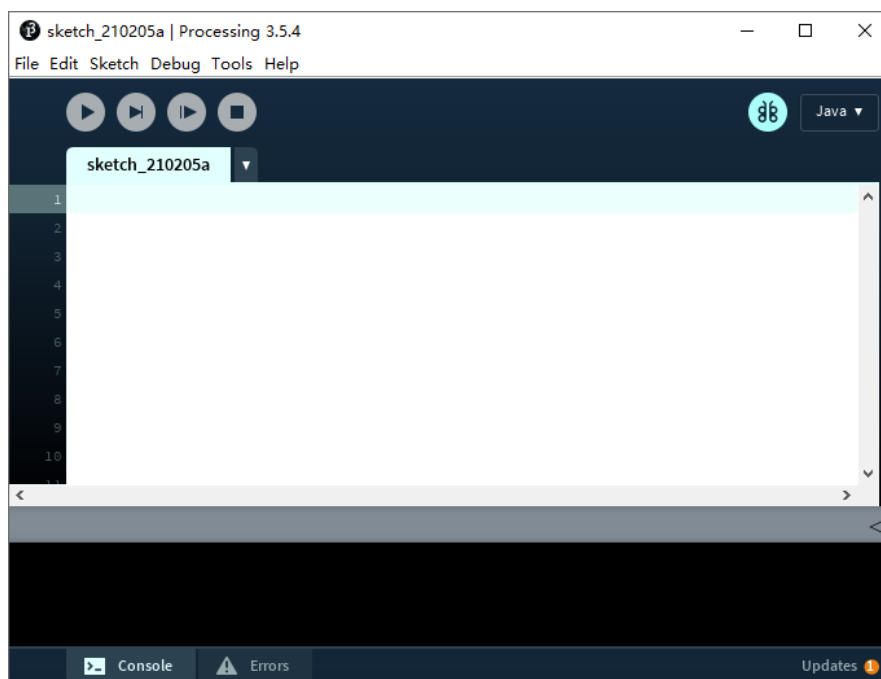 sketch_210205a | Processing 3.5.4
File Edit Sketch Debug Tools Help
Java ▾
sketch_210205a ▾
1
2
3
4
5
6
7
8
9
10
11
Console Errors Updates 1